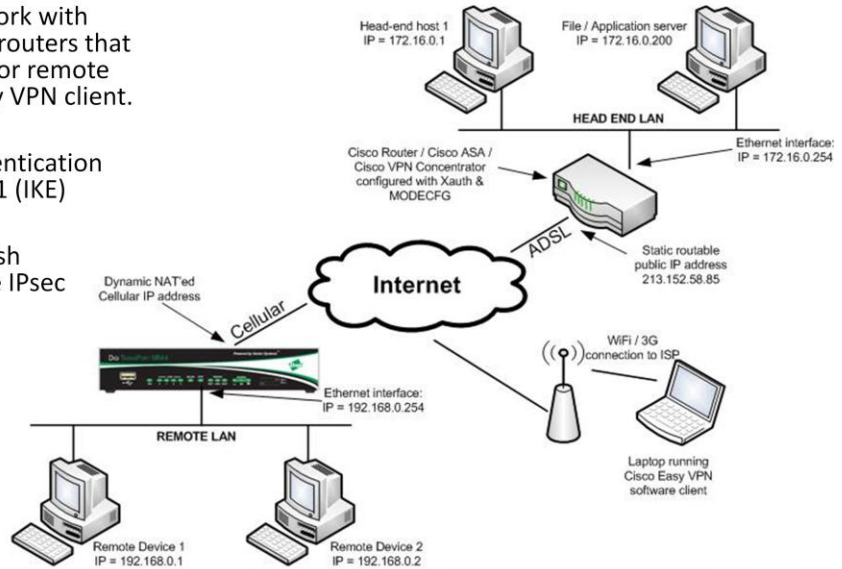 ork with
routers that
or remote
y VPN client.
entication
1 (IKE)
sh
e IPsec
Head-end host 1
IP = 172.16.0.1
File / Application server
IP = 172.16.0.200
HEAD END LAN
Ethernet interface:
IP = 172.16.0.254
Cisco Router / Cisco ASA /
Cisco VPN Concentrator
configured with Xauth &
MODECFG
ADSL
Static routable
public IP address
213.152.58.85
Internet
Dynamic NAT'ed
Cellular IP address
Cellular
WiFi / 3G
connection to ISP
Ethernet interface:
IP = 192.168.0.254
REMOTE LAN
Laptop running
Cisco Easy VPN
software client
Remote Device 1
IP = 192.168.0.1
Remote Device 2
IP = 192.168.0.2